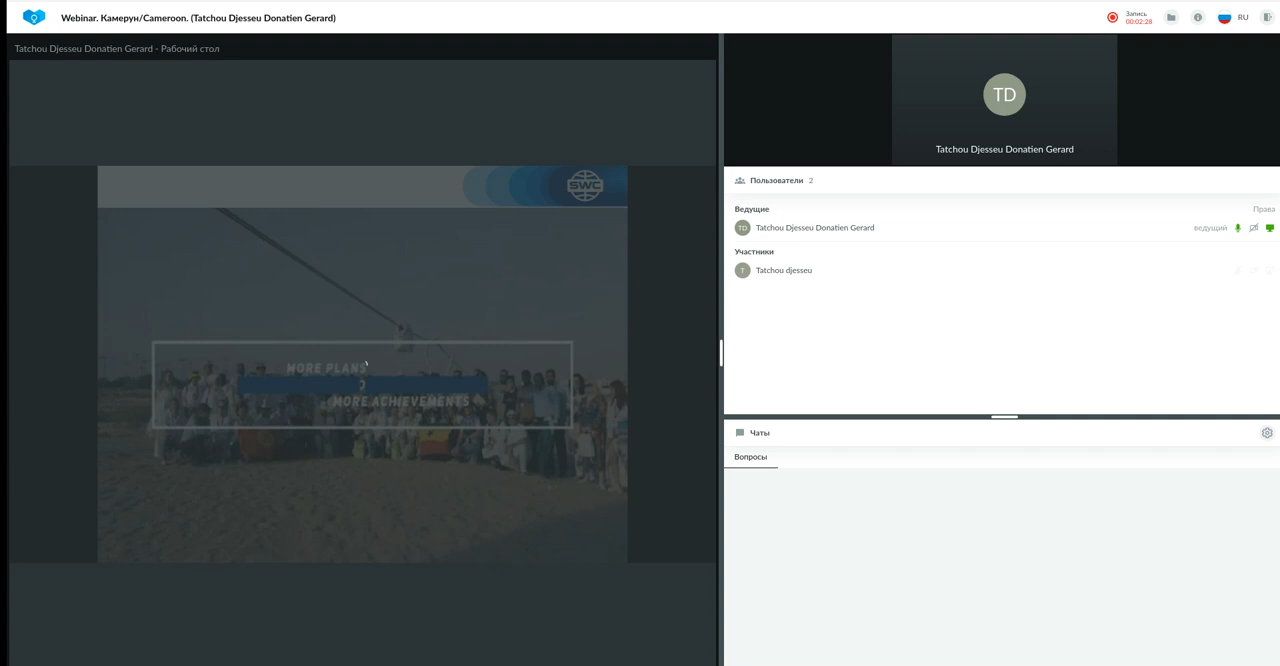 Webinar. Камерун/Cameroon. (Tatchou Djesseu Donatien Gerard)
Запись
00:02:28
RU
Tatchou Djesseu Donatien Gerard - Рабочий стол
SWC
MORE PLANS
MORE ACHIEVEMENTS
TD
Tatchou Djesseu Donatien Gerard
Пользователи 2
Ведущие Права
TD Tatchou Djesseu Donatien Gerard ведущий
Участники
T Tatchou djesseu
Чаты
Вопросы